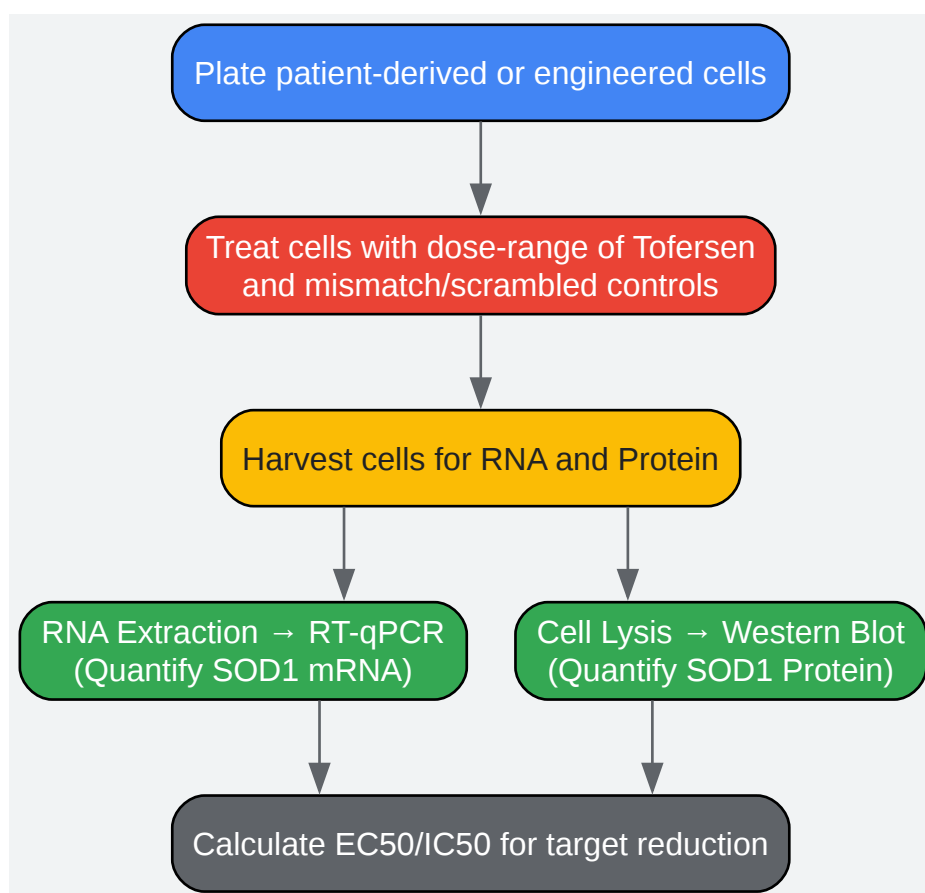 Plate patient-derived or engineered cells
Treat cells with dose-range of Tofersen
and mismatch/scrambled controls
Harvest cells for RNA and Protein
RNA Extraction → RT-qPCR
(Quantify SOD1 mRNA)
Cell Lysis → Western Blot
(Quantify SOD1 Protein)
Calculate EC50/IC50 for target reduction